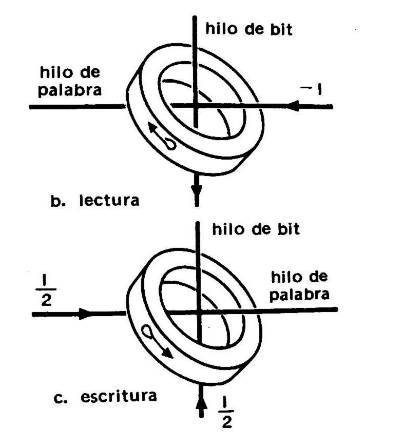 hilo de bit
hilo de
palabra
-1
b. lectura
hilo de bit
hilo de
palabra
1/2
c. escritura
1/2